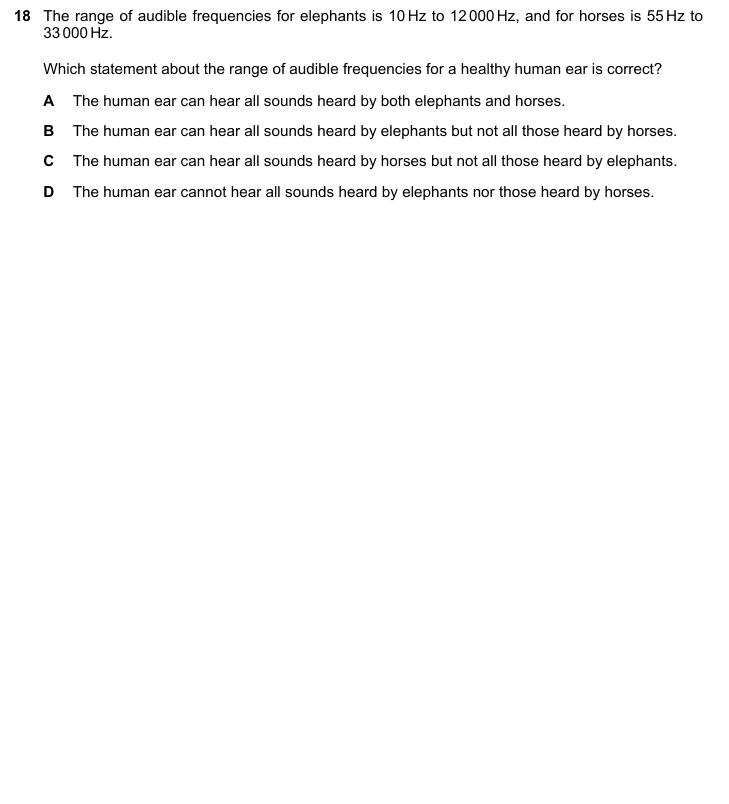 18 The range of audible frequencies for elephants is 10 Hz to 12 000 Hz, and for horses is 55 Hz to
33 000 Hz.
Which statement about the range of audible frequencies for a healthy human ear is correct?
A The human ear can hear all sounds heard by both elephants and horses.
B The human ear can hear all sounds heard by elephants but not all those heard by horses.
C The human ear can hear all sounds heard by horses but not all those heard by elephants.
D The human ear cannot hear all sounds heard by elephants nor those heard by horses.